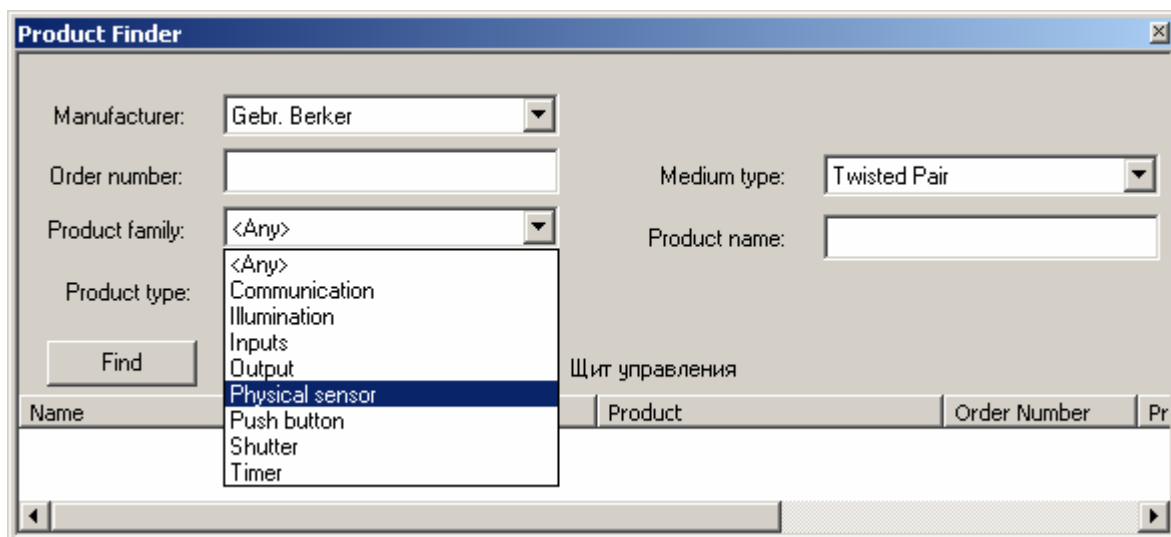 Product Finder
Manufacturer: Gebr. Berker
Order number:
Medium type: Twisted Pair
Product family: <Any>
Product name:
<Any>
Communication
Product type:
Illumination
Inputs
Find
Output
Щит управления
Physical sensor
Name Product Order Number Pr
Push button
Shutter
Timer